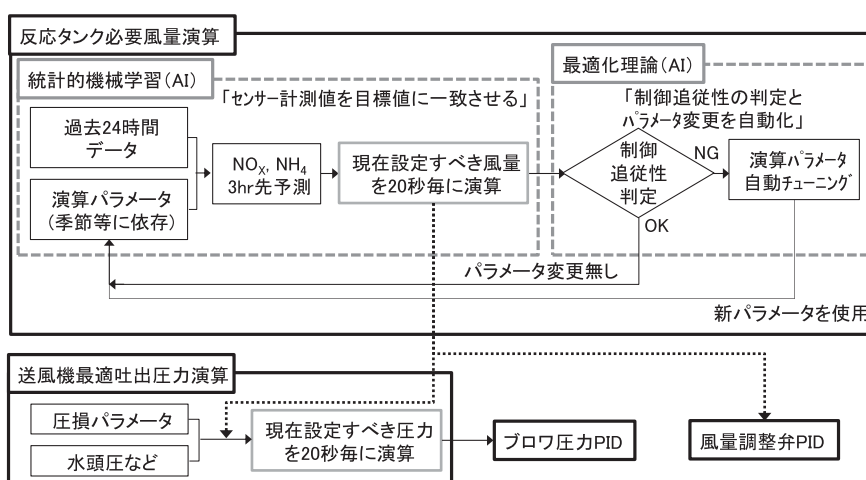 反応タンク必要風量演算
統計的機械学習(AI)
「センサー計測値を目標値に一致させる」
過去24時間
データ
演算パラメータ
(季節等に依存)
NOX, NH4
3hr先予測
現在設定すべき風量
を20秒毎に演算
最適化理論(AI)
「制御追従性の判定と
パラメータ変更を自動化」
制御
追従性
判定
NG
OK
演算パラメータ
自動チューニング
パラメータ変更無し
新パラメータを使用
送風機最適吐出圧力演算
圧損パラメータ
水頭圧など
現在設定すべき圧力
を20秒毎に演算
ブロワ圧力PID
風量調整弁PID